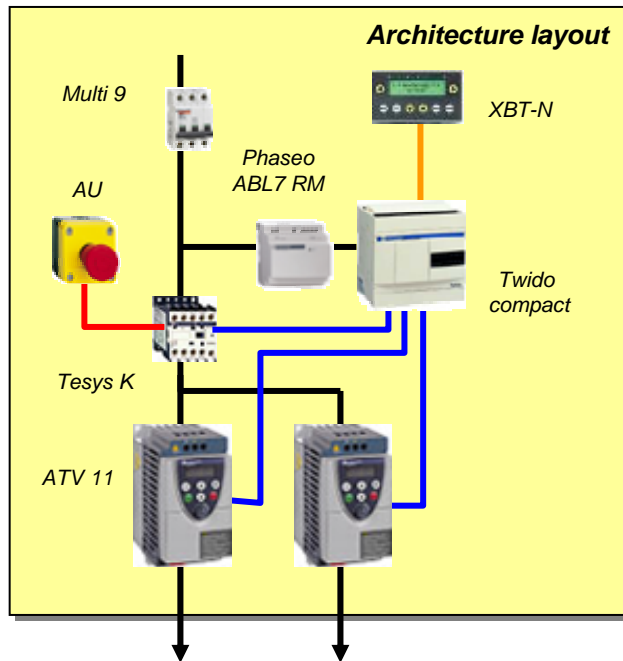 Architecture layout
Multi 9
XBT-N
Phaseo
ABL7 RM
AU
Twido
compact
Tesys K
ATV 11